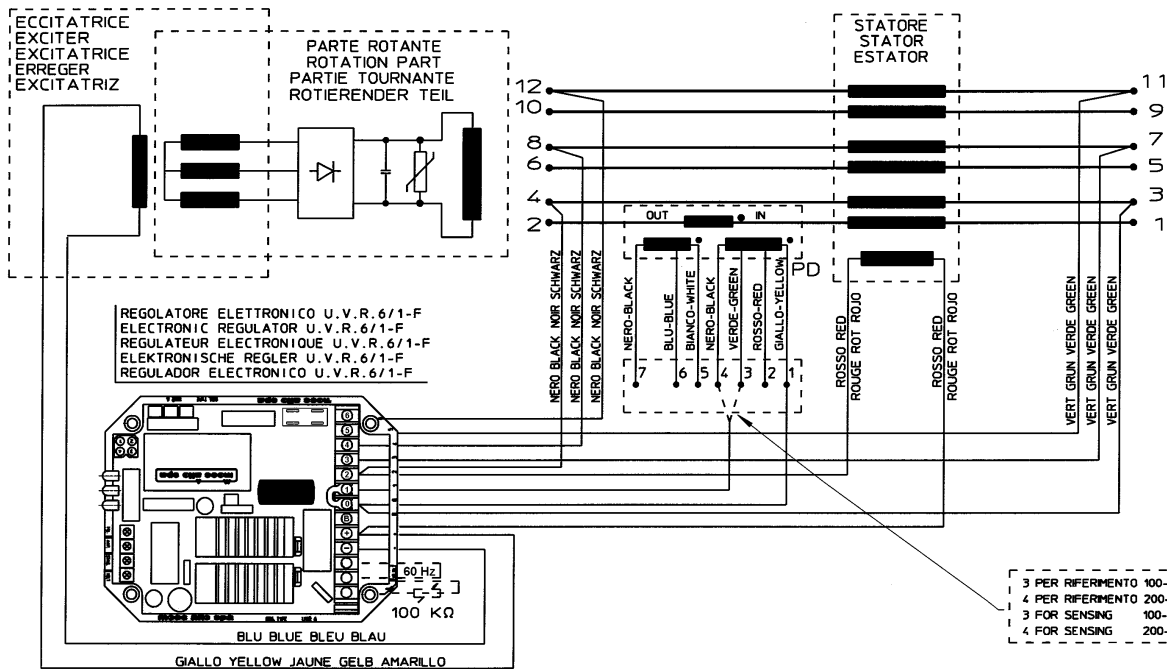 ECCITATRICE
EXCITER
EXCITATRICE
ERREGER
EXCITATRIZ
PARTE ROTANTE
ROTATION PART
PARTIE TOURNANTE
ROTIERENDER TEIL
STATORE
STATOR
ESTATOR
12
10
8
6
4
2
11
9
7
5
3
1
OUT
IN
PD
NERO-BLACK
BLU-BLUE
BIANCO-WHITE
NERO-BLACK
VERDE-GREEN
ROSSO-RED
GIALLO-YELLOW
7 6 5 4 3 2 1
NERO BLACK NOIR SCHWARZ
NERO BLACK NOIR SCHWARZ
NERO BLACK NOIR SCHWARZ
ROSSO RED
ROUGE ROT ROJO
ROSSO RED
ROUGE ROT ROJO
VERT GRUN VERDE GREEN
VERT GRUN VERDE GREEN
VERT GRUN VERDE GREEN
REGOLATORE ELETTRONICO U.V.R.6/1-F
ELECTRONIC REGULATOR U.V.R.6/1-F
REGULATEUR ELECTRONIQUE U.V.R.6/1-F
ELEKTRONISCHE REGLER U.V.R.6/1-F
REGULADOR ELECTRONICO U.V.R.6/1-F
6
5
4
3
2
1
0
B
+
-
60 Hz
100 KΩ
BLU BLUE BLEU BLAU
GIALLO YELLOW JAUNE GELB AMARILLO
3 PER RIFERIMENTO 100-
4 PER RIFERIMENTO 200-
3 FOR SENSING 100-
4 FOR SENSING 200-